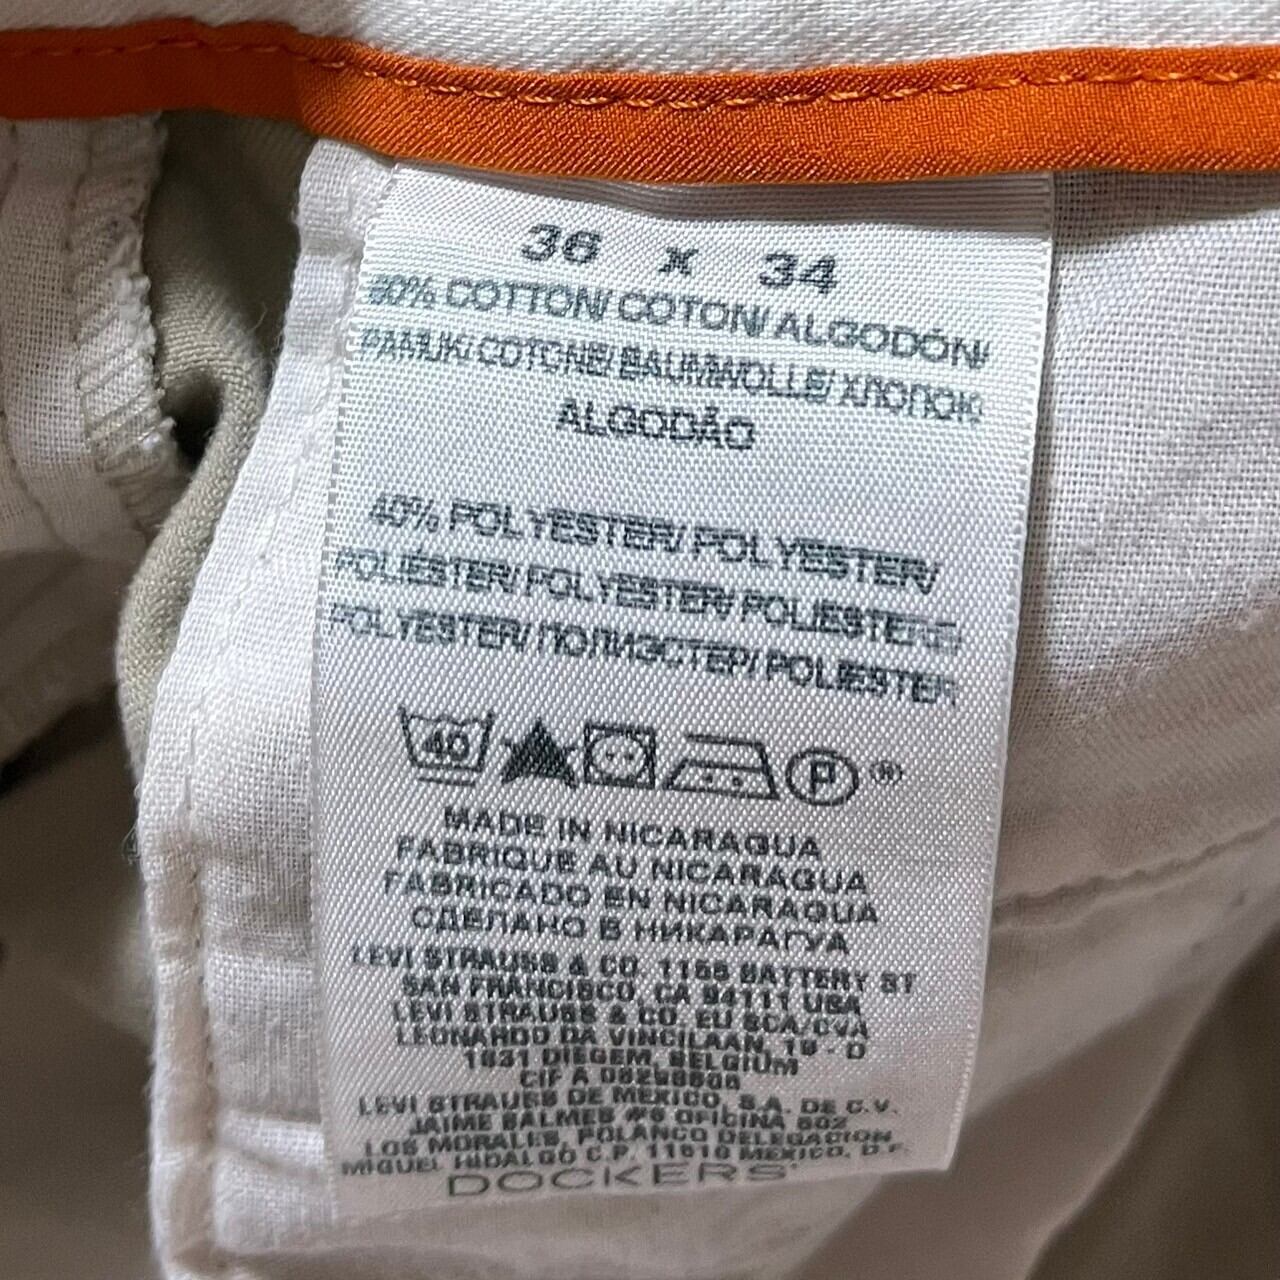 36 x 34
60% COTTON/ COTON/ ALGODÓN/
PAMUK/ COTONE/ BAUMWOLLE/ ХЛОПОК/
ALGODÃO
40% POLYESTER/ POLYESTER/
POLIÉSTER/ POLYESTER/ POLIESTERE
POLYESTER/ ПОЛИЭСТЕР/ POLIESTER
40
P ®
MADE IN NICARAGUA
FABRIQUE AU NICARAGUA
FABRICADO EN NICARAGUA
СДЕЛАНО В НИКАРАГУА
LEVI STRAUSS & CO. 1155 BATTERY ST
SAN FRANCISCO, CA 94111 USA
LEVI STRAUSS & CO. EU SCA/CVA
LEONARDO DA VINCILAAN, 19 - D
1831 DIEGEM, BELGIUM
CIF A
LEVI STRAUSS DE MEXICO, S.A. DE C.V.
JAIME BALMES #8 OFICINA 602
LOS MORALES, POLANCO DELEGACION
MIGUEL HIDALGO C.P. 11510 MEXICO, D.F.
DOCKERS